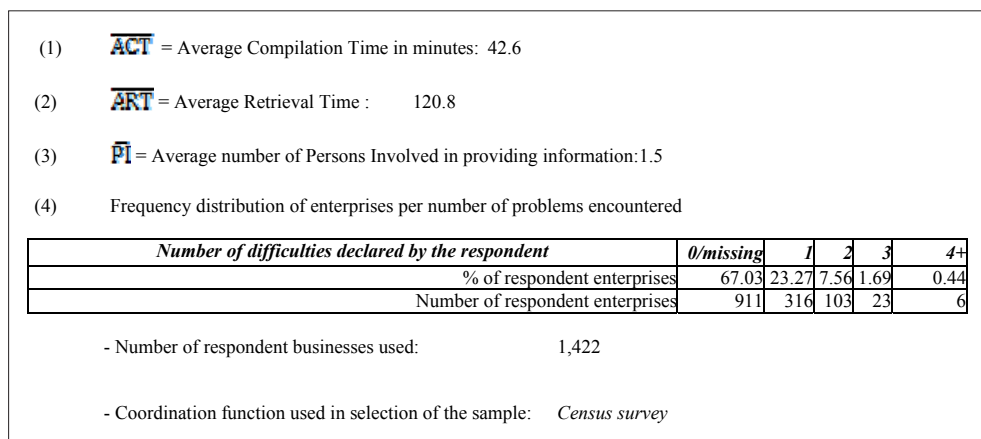 (1) ACT = Average Compilation Time in minutes: 42.6
(2) ART = Average Retrieval Time : 120.8
(3) PI = Average number of Persons Involved in providing information:1.5
(4) Frequency distribution of enterprises per number of problems encountered
Number of difficulties declared by the respondent 0/missing 1 2 3 4+
% of respondent enterprises 67.03 23.27 7.56 1.69 0.44
Number of respondent enterprises 911 316 103 23 6
- Number of respondent businesses used: 1,422
- Coordination function used in selection of the sample: Census survey